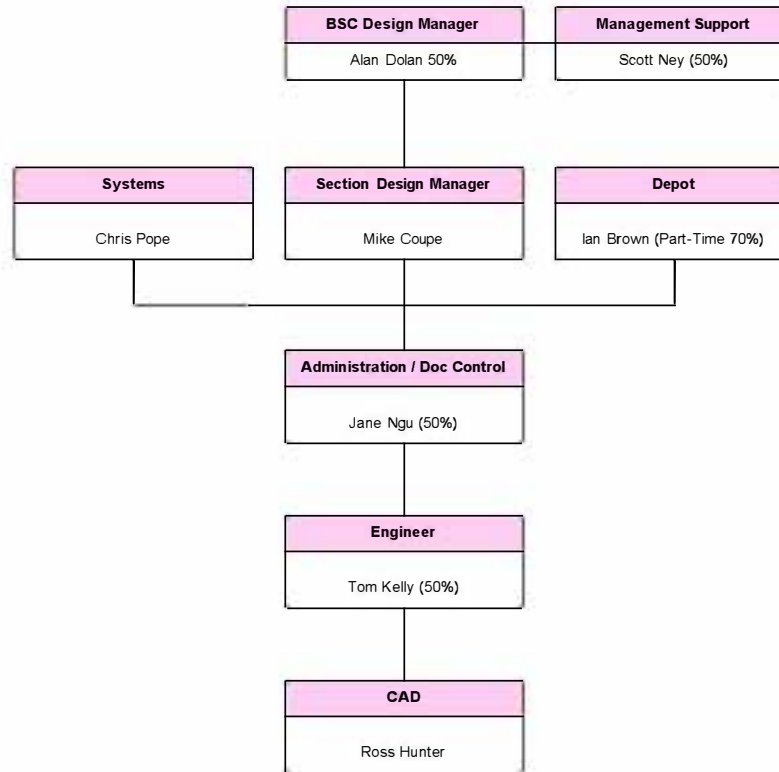 BSC Design Manager
Management Support
Alan Dolan 50%
Scott Ney (50%)
Systems
Section Design Manager
Depot
Chris Pope
Mike Coupe
Ian Brown (Part-Time 70%)
Administration / Doc Control
Jane Ngu (50%)
Engineer
Tom Kelly (50%)
CAD
Ross Hunter